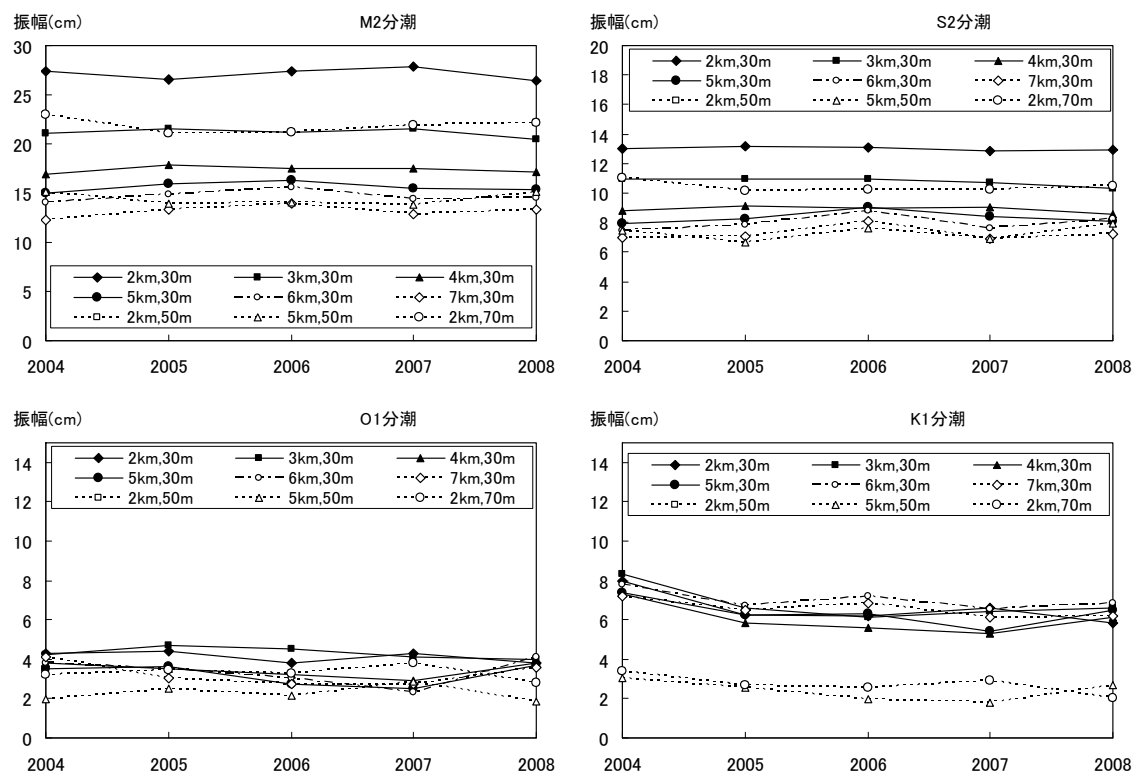 振幅(cm) M2分潮
30
25
20
15
10
5
0
2km,30m 3km,30m 4km,30m
5km,30m 6km,30m 7km,30m
2km,50m 5km,50m 2km,70m
2004 2005 2006 2007 2008
振幅(cm) S2分潮
20
18
16
14
12
10
8
6
4
2
0
2km,30m 3km,30m 4km,30m
5km,30m 6km,30m 7km,30m
2km,50m 5km,50m 2km,70m
2004 2005 2006 2007 2008
振幅(cm) O1分潮
14
12
10
8
6
4
2
0
2km,30m 3km,30m 4km,30m
5km,30m 6km,30m 7km,30m
2km,50m 5km,50m 2km,70m
2004 2005 2006 2007 2008
振幅(cm) K1分潮
14
12
10
8
6
4
2
0
2km,30m 3km,30m 4km,30m
5km,30m 6km,30m 7km,30m
2km,50m 5km,50m 2km,70m
2004 2005 2006 2007 2008